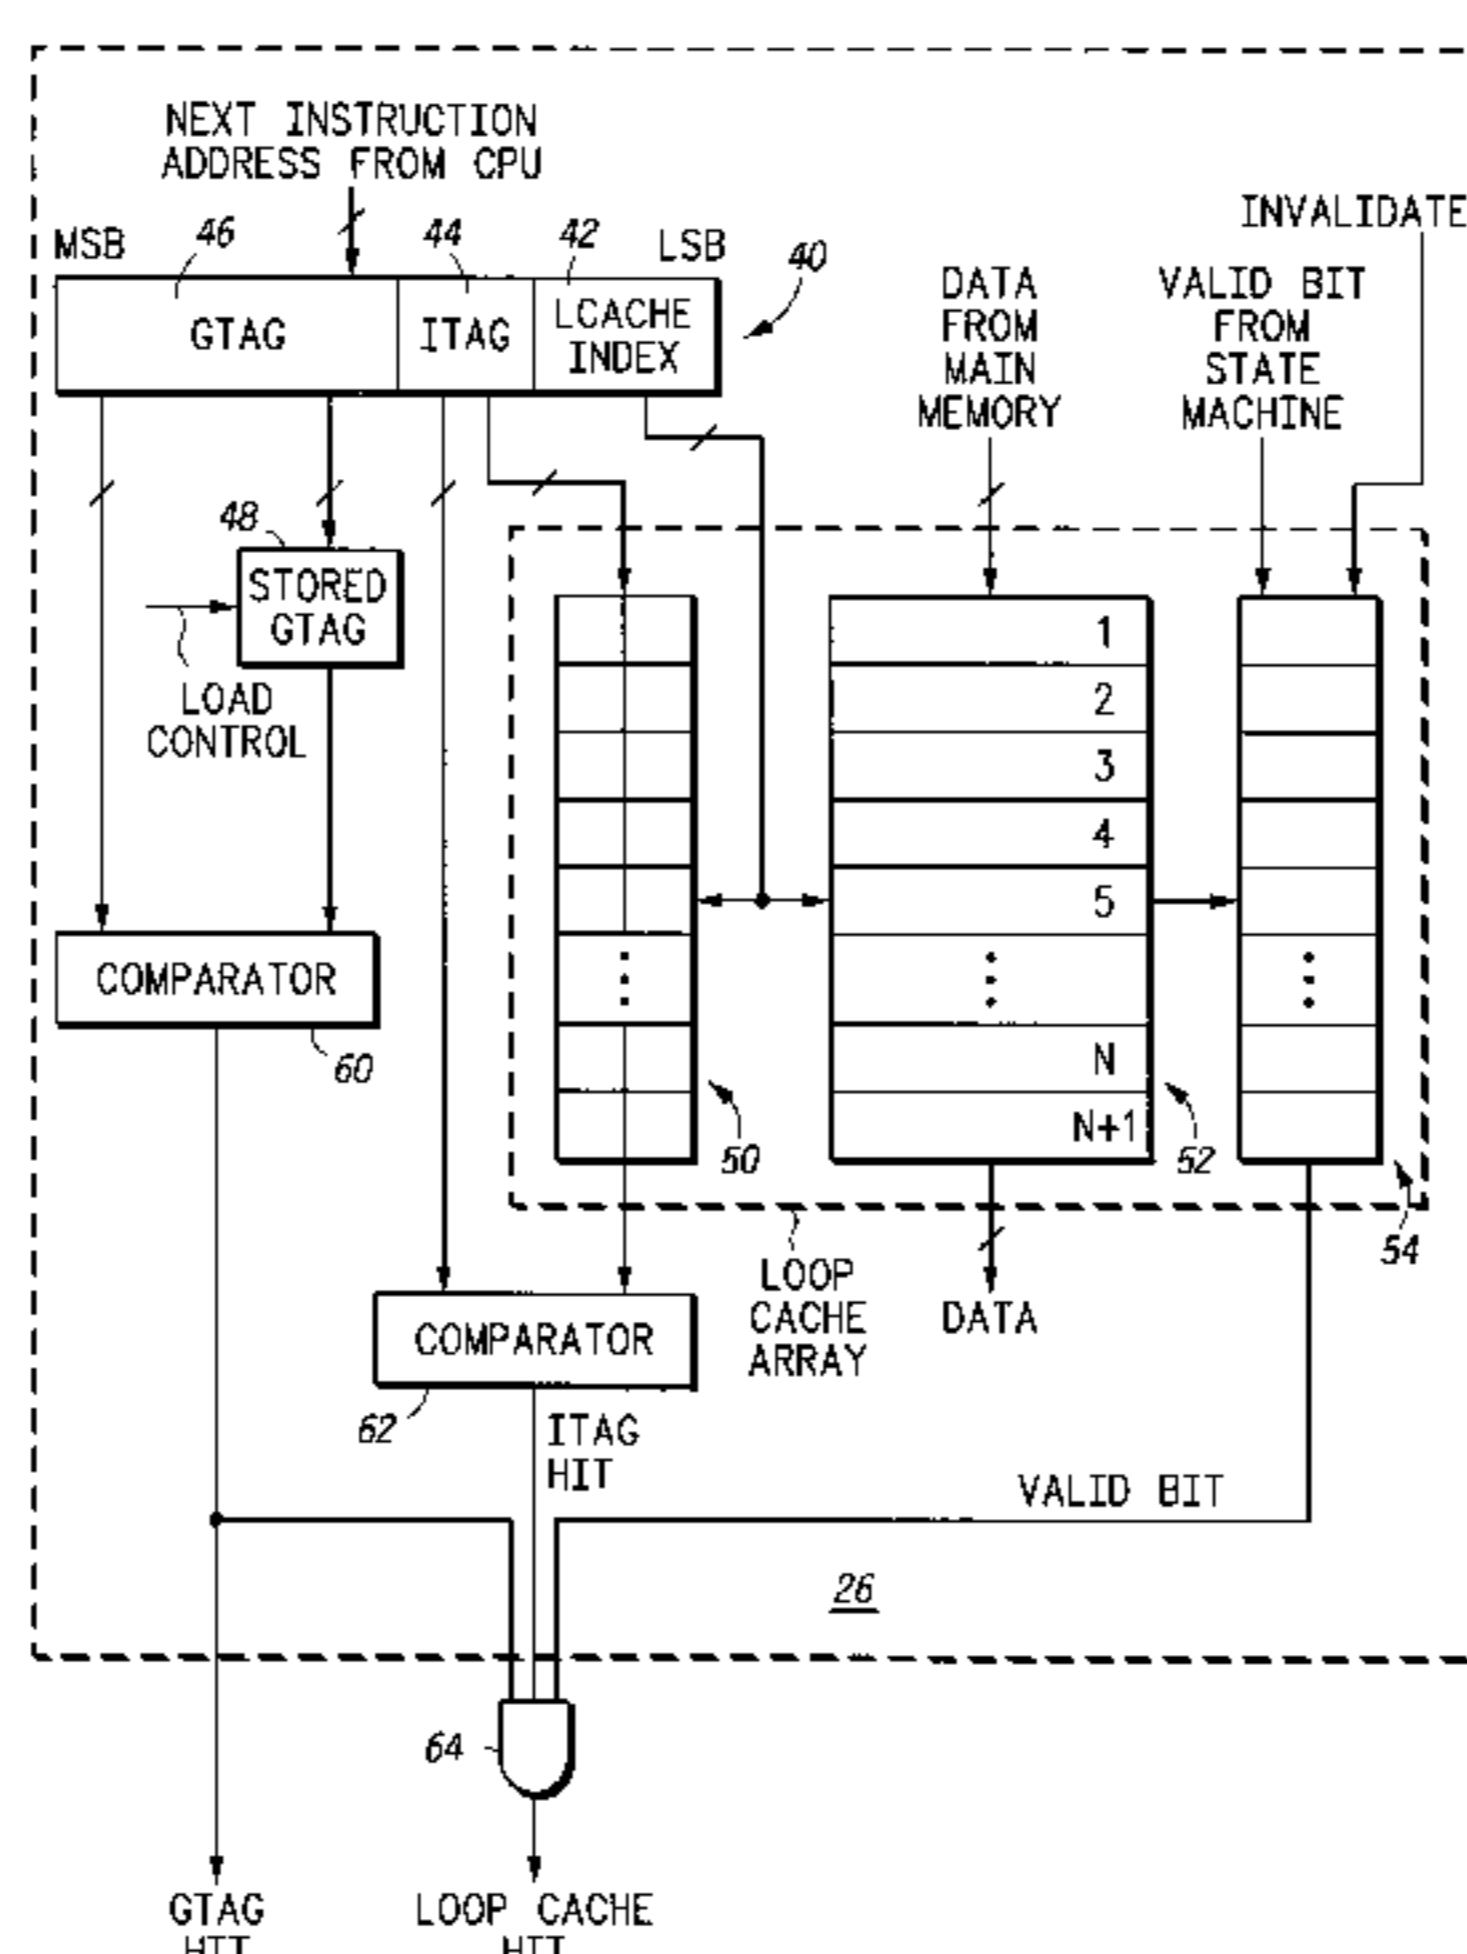 NEXT INSTRUCTION
ADDRESS FROM CPU
MSB
46
44
42
LSB
40
GTAG
ITAG
LCACHE
INDEX
DATA
FROM
MAIN
MEMORY
VALID BIT
FROM
STATE
MACHINE
INVALIDATE
48
STORED
GTAG
LOAD
CONTROL
1
2
3
4
5
N
N+1
COMPARATOR
60
50
52
54
LOOP
CACHE
ARRAY
DATA
COMPARATOR
62
ITAG
HIT
VALID BIT
26
64
GTAG
HIT
LOOP CACHE
HIT